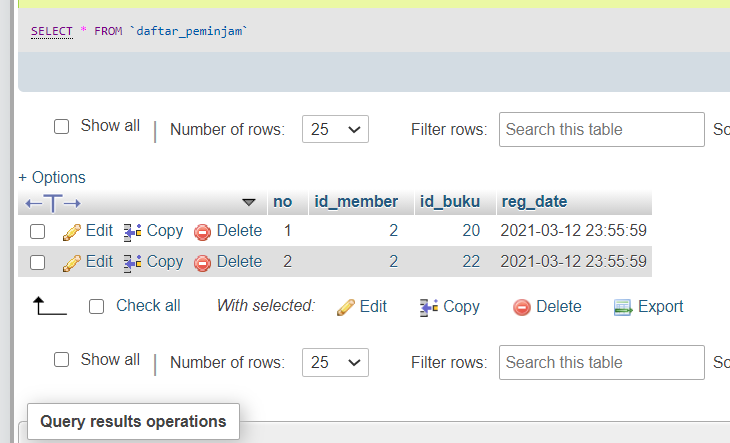 SELECT * FROM `daftar_peminjam`
Show all Number of rows: 25 Filter rows: Search this table
+ Options
no id_member id_buku reg_date
Edit Copy Delete 1 2 20 2021-03-12 23:55:59
Edit Copy Delete 2 2 22 2021-03-12 23:55:59
Check all With selected: Edit Copy Delete Export
Show all Number of rows: 25 Filter rows: Search this table
Query results operations